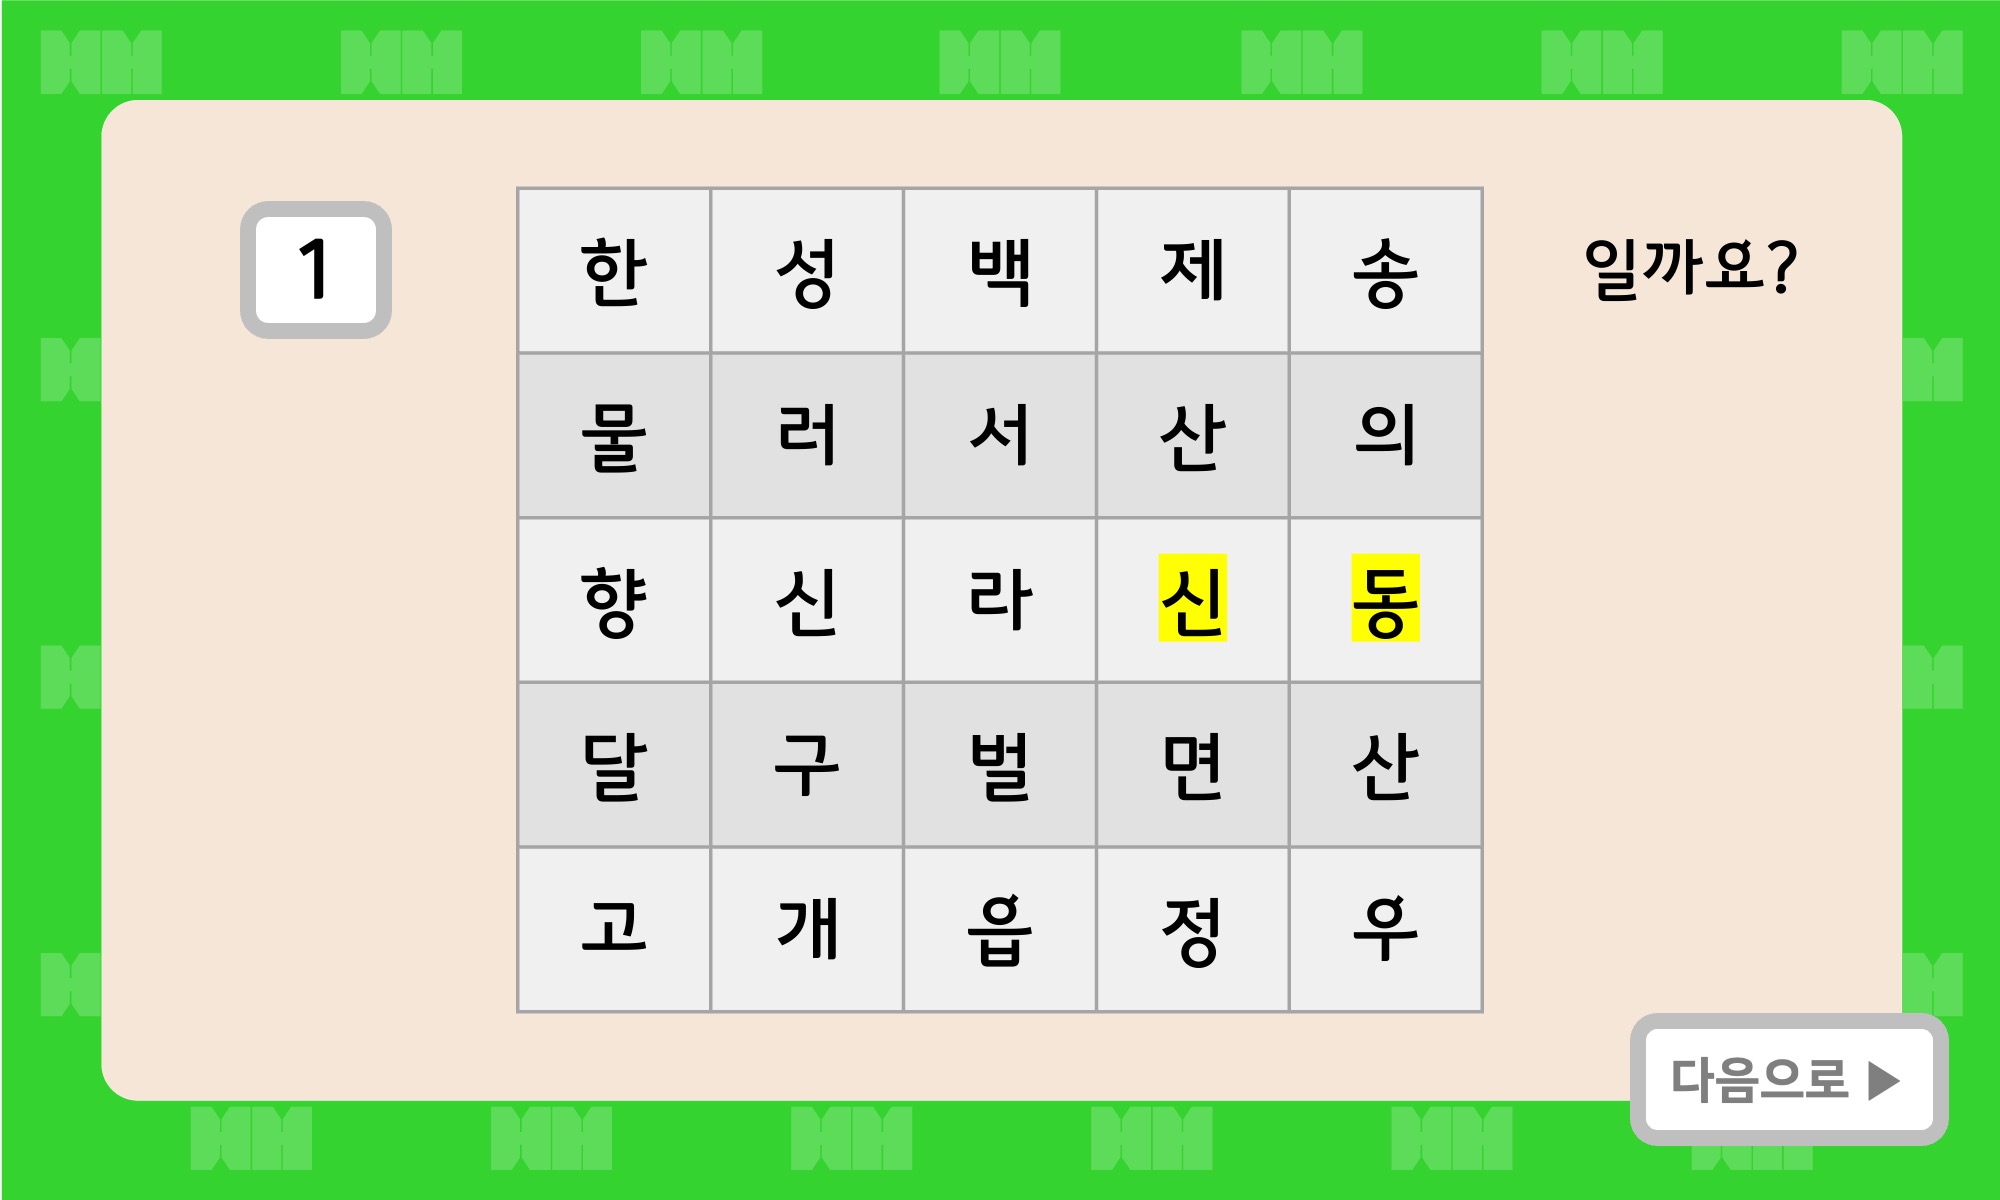 1
한 성 백 제 송
일까요?
물 러 서 산 의
향 신 라 신 동
달 구 벌 면 산
고 개 읍 정 우
다음으로 ▶